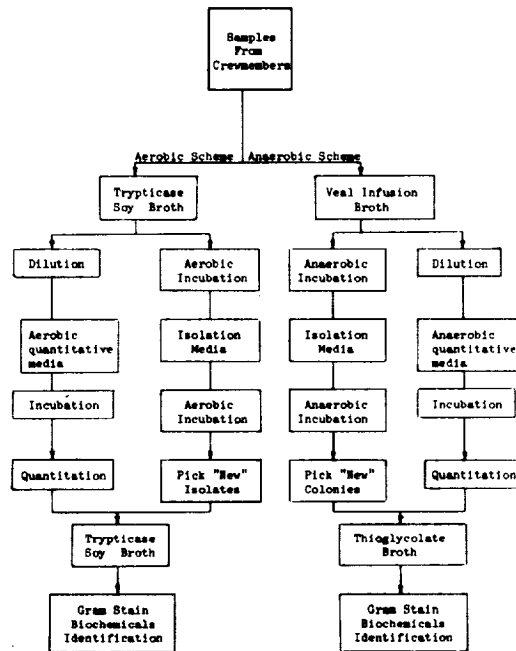 Samples
From
Crewmembers
Aerobic Scheme Anaerobic Scheme
Trypticase
Soy Broth
Veal Infusion
Broth
Dilution
Aerobic
Incubation
Anaerobic
Incubation
Dilution
Aerobic
quantitative
media
Isolation
Media
Isolation
Media
Anaerobic
quantitative
media
Incubation
Aerobic
Incubation
Anaerobic
Incubation
Incubation
Quantitation
Pick "New"
Isolates
Pick "New"
Colonies
Quantitation
Trypticase
Soy Broth
Thioglycolate
Broth
Gram Stain
Biochemicals
Identification
Gram Stain
Biochemicals
Identification